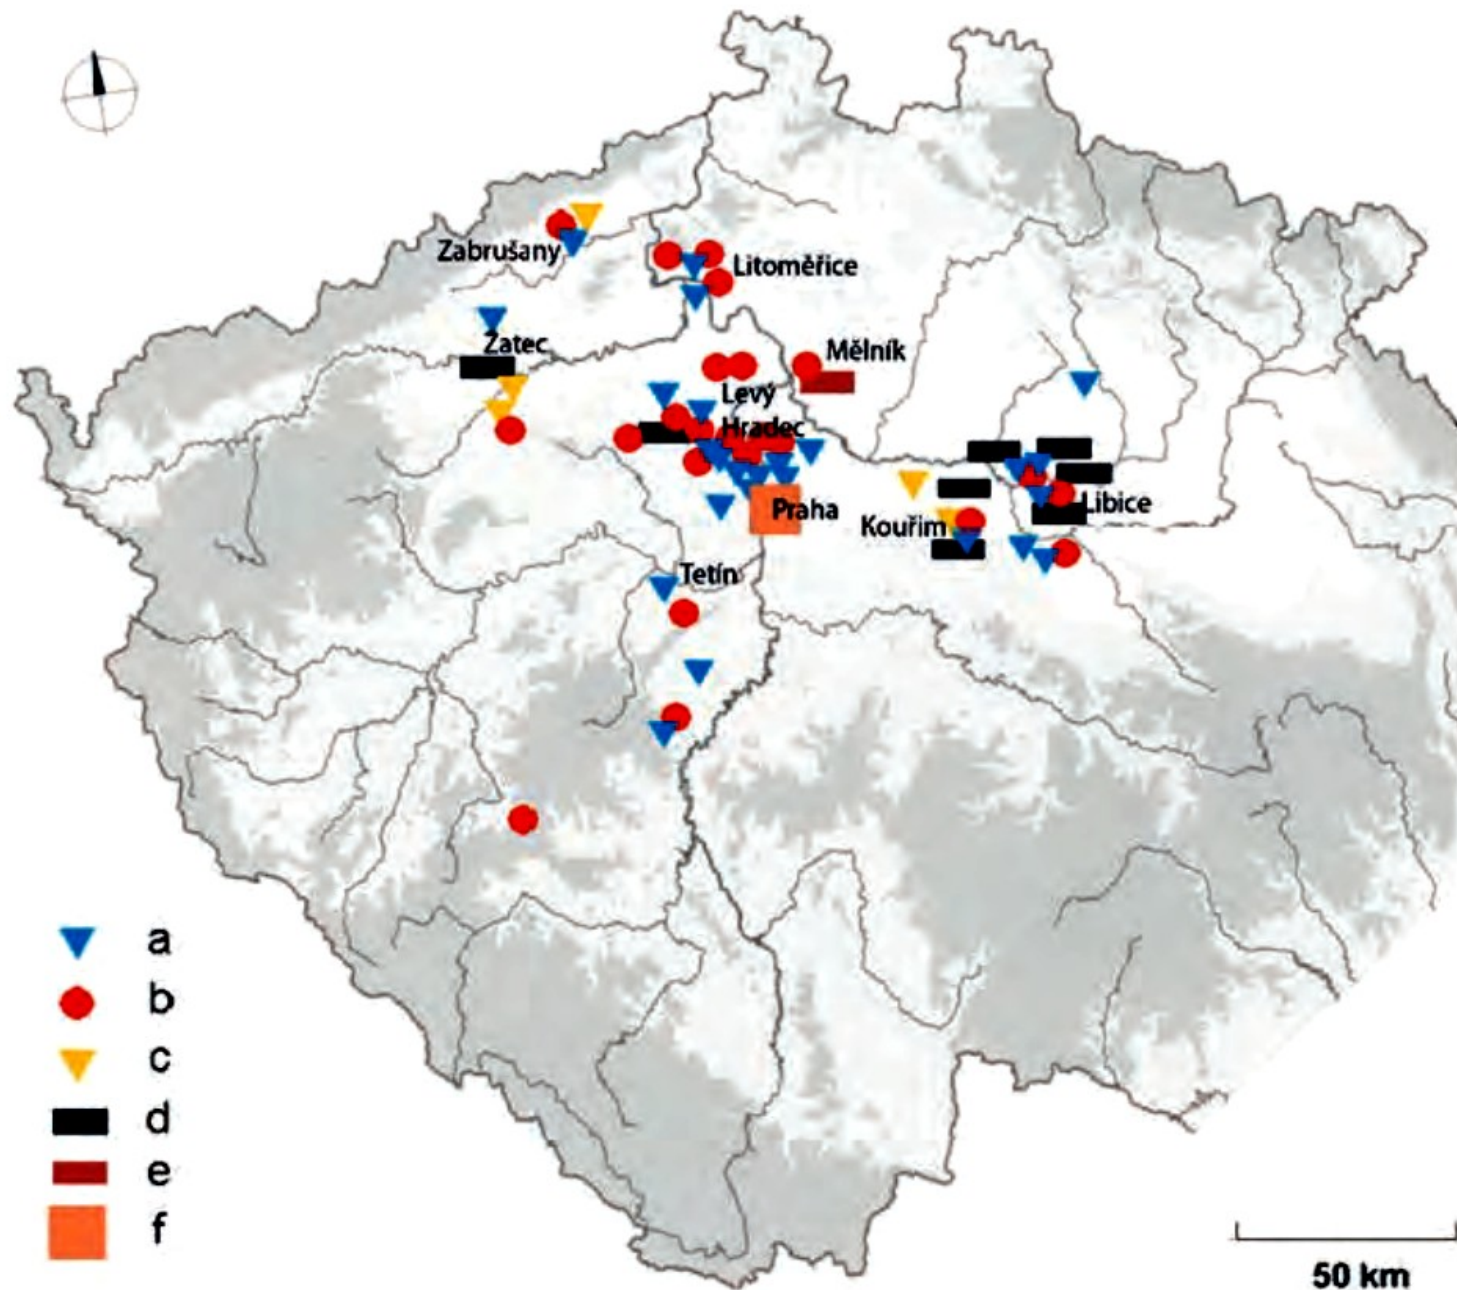 Zabrušany
Litoměřice
Žatec
Mělník
Levý
Hradec
Praha
Kouřim
Libice
Tetín
a
b
c
d
e
f
50 km